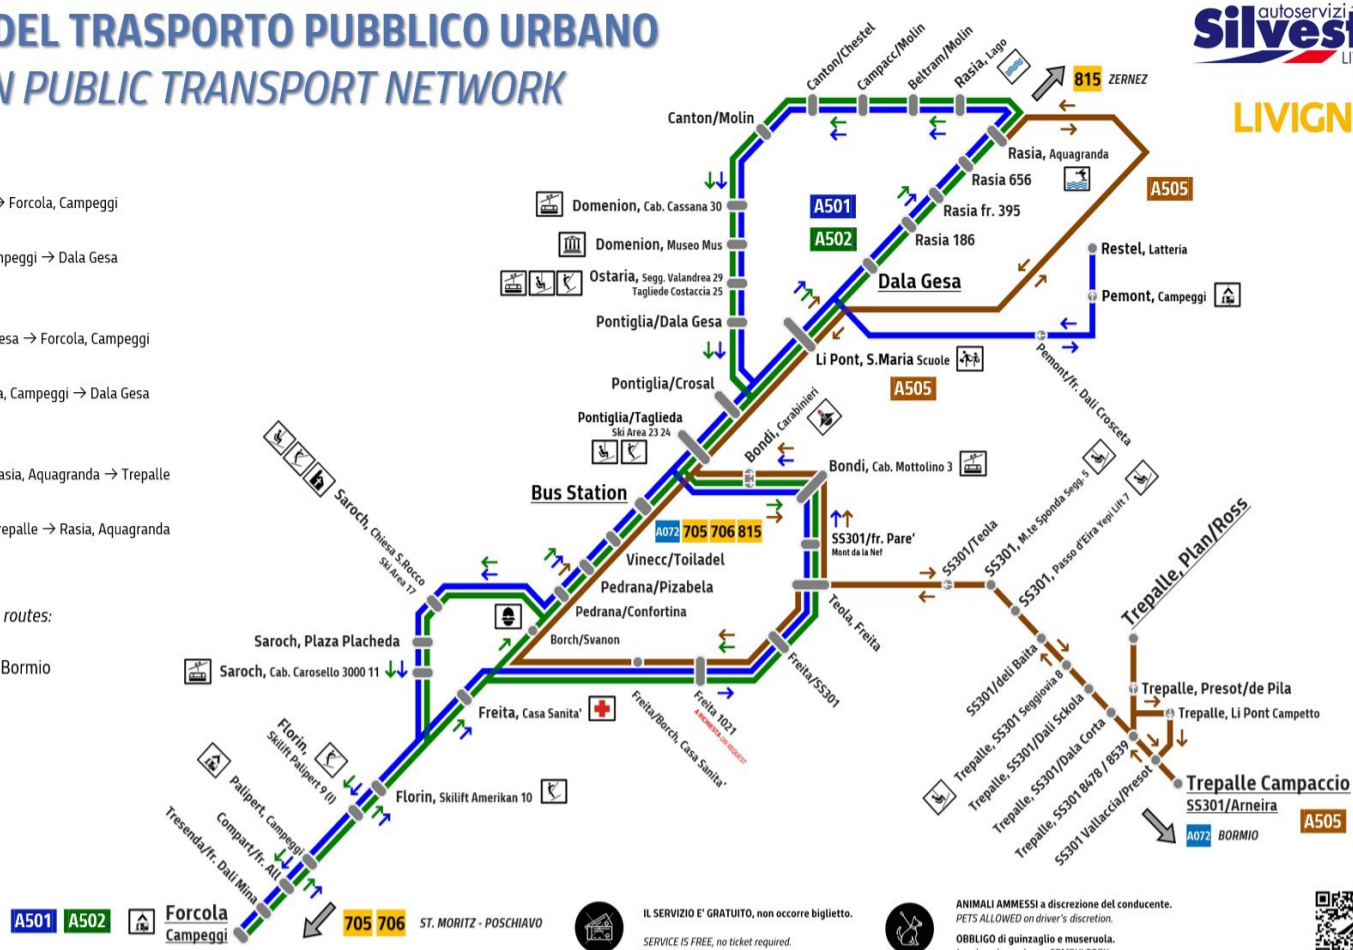 DEL TRASPORTO PUBBLICO URBANO
N PUBLIC TRANSPORT NETWORK
autoservizi
Silvest
LI
LIVIGN
→ Forcola, Campeggi
mpeggi → Dala Gesa
esa → Forcola, Campeggi
a, Campeggi → Dala Gesa
Rasia, Aquagranda → Trepalle
repalle → Rasia, Aquagranda
routes:
Bormio
Canton/Chestel
Campacc/Molin
Beltram/Molin
Rasia, Lago
815 ZERNEZ
Canton/Molin
Rasia, Aquagranda
Rasia 656
Rasia fr. 395
Rasia 186
A505
Domenion, Cab. Cassana 30
A501
A502
Domenion, Museo Mus
Ostaria, Segg. Valandrea 29
Tagliede Costaccia 25
Pontiglia/Dala Gesa
Dala Gesa
Restel, Latteria
Pemont, Campeggi
Pemont/fr. Dali Crosceta
Li Pont, S.Maria Scuole
A505
Pontiglia/Crosal
Pontiglia/Taglieda
Ski Area 23 24
Bondi, Carabinieri
Bondi, Cab. Mottolino 3
Bus Station
A072 705 706 815
SS301/fr. Pare'
Mont da la Nef
Vinecc/Toiladel
Pedrana/Pizabela
Pedrana/Confortina
Borch/Svanon
Saroch, Chiesa S.Rocco
Ski Area 17
Saroch, Plaza Placheda
Saroch, Cab. Carosello 3000 11
Teola, Freita
SS301/Teola
SS301, M.te Sponda Segg. 5
SS301, Passo d'Eira Yepi Lift 7
Trepalle, Plan/Ross
Freita/SS301
Freita 1021
A RICHIESTA ON REQUEST
Freita/Borch, Casa Sanita'
Freita, Casa Sanita'
SS301/deli Baita
Trepalle, SS301 Seggiovia 8
Trepalle, SS301/Dali Sckola
Trepalle, SS301/Dala Corta
Trepalle, SS301 8478 / 8539
SS301 Vallaccia/Presot
Trepalle, Presot/de Pila
Trepalle, Li Pont Campetto
Trepalle Campaccio
SS301/Arneira
A505
A072 BORMIO
Florin,
Skilift Palipert 9 (I)
Florin, Skilift Amerikan 10
Palipert, Campeggi
Compart/fr. All
Tresenda/fr. Dali Mina
A501 A502
Forcola
Campeggi
705 706 ST. MORITZ - POSCHIAVO
IL SERVIZIO E' GRATUITO, non occorre biglietto.
SERVICE IS FREE, no ticket required.
ANIMALI AMMESSI a discrezione del conducente.
PETS ALLOWED on driver's discretion.
OBBLIGO di guinzaglio e museruola.